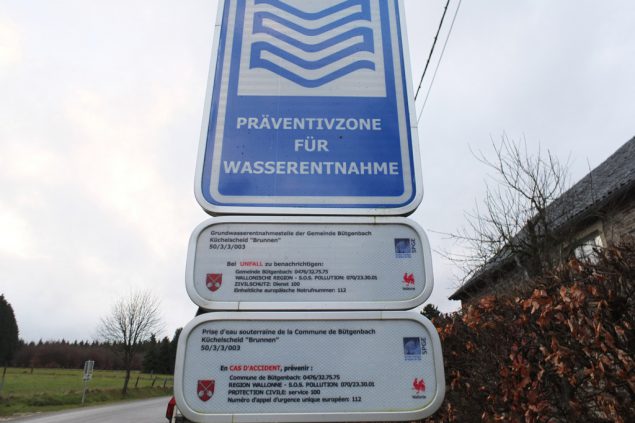 PRÄVENTIVZONE
FÜR
WASSERENTNAHME
Grundwasserentnahmestelle der Gemeinde Bütgenbach
Küchelscheid "Brunnen"
50/3/3/003
SPGE
Bei UNFALL zu benachrichtigen:
Gemeinde Bütgenbach: 0476/32.75.75
WALLONISCHE REGION - S.O.S. POLLUTION: 070/23.30.01
ZIVILSCHUTZ: Dienst 100
Einheitliche europäische Notrufnummer: 112
Wallonie
Prise d'eau souterraine de la Commune de Bütgenbach
Küchelscheid "Brunnen"
50/3/3/003
SPGE
En CAS D'ACCIDENT, prévenir :
Commune de Bütgenbach: 0476/32.75.75
REGION WALLONNE - S.O.S. POLLUTION: 070/23.30.01
PROTECTION CIVILE: service 100
Numéro d'appel d'urgence unique européen: 112
Wallonie